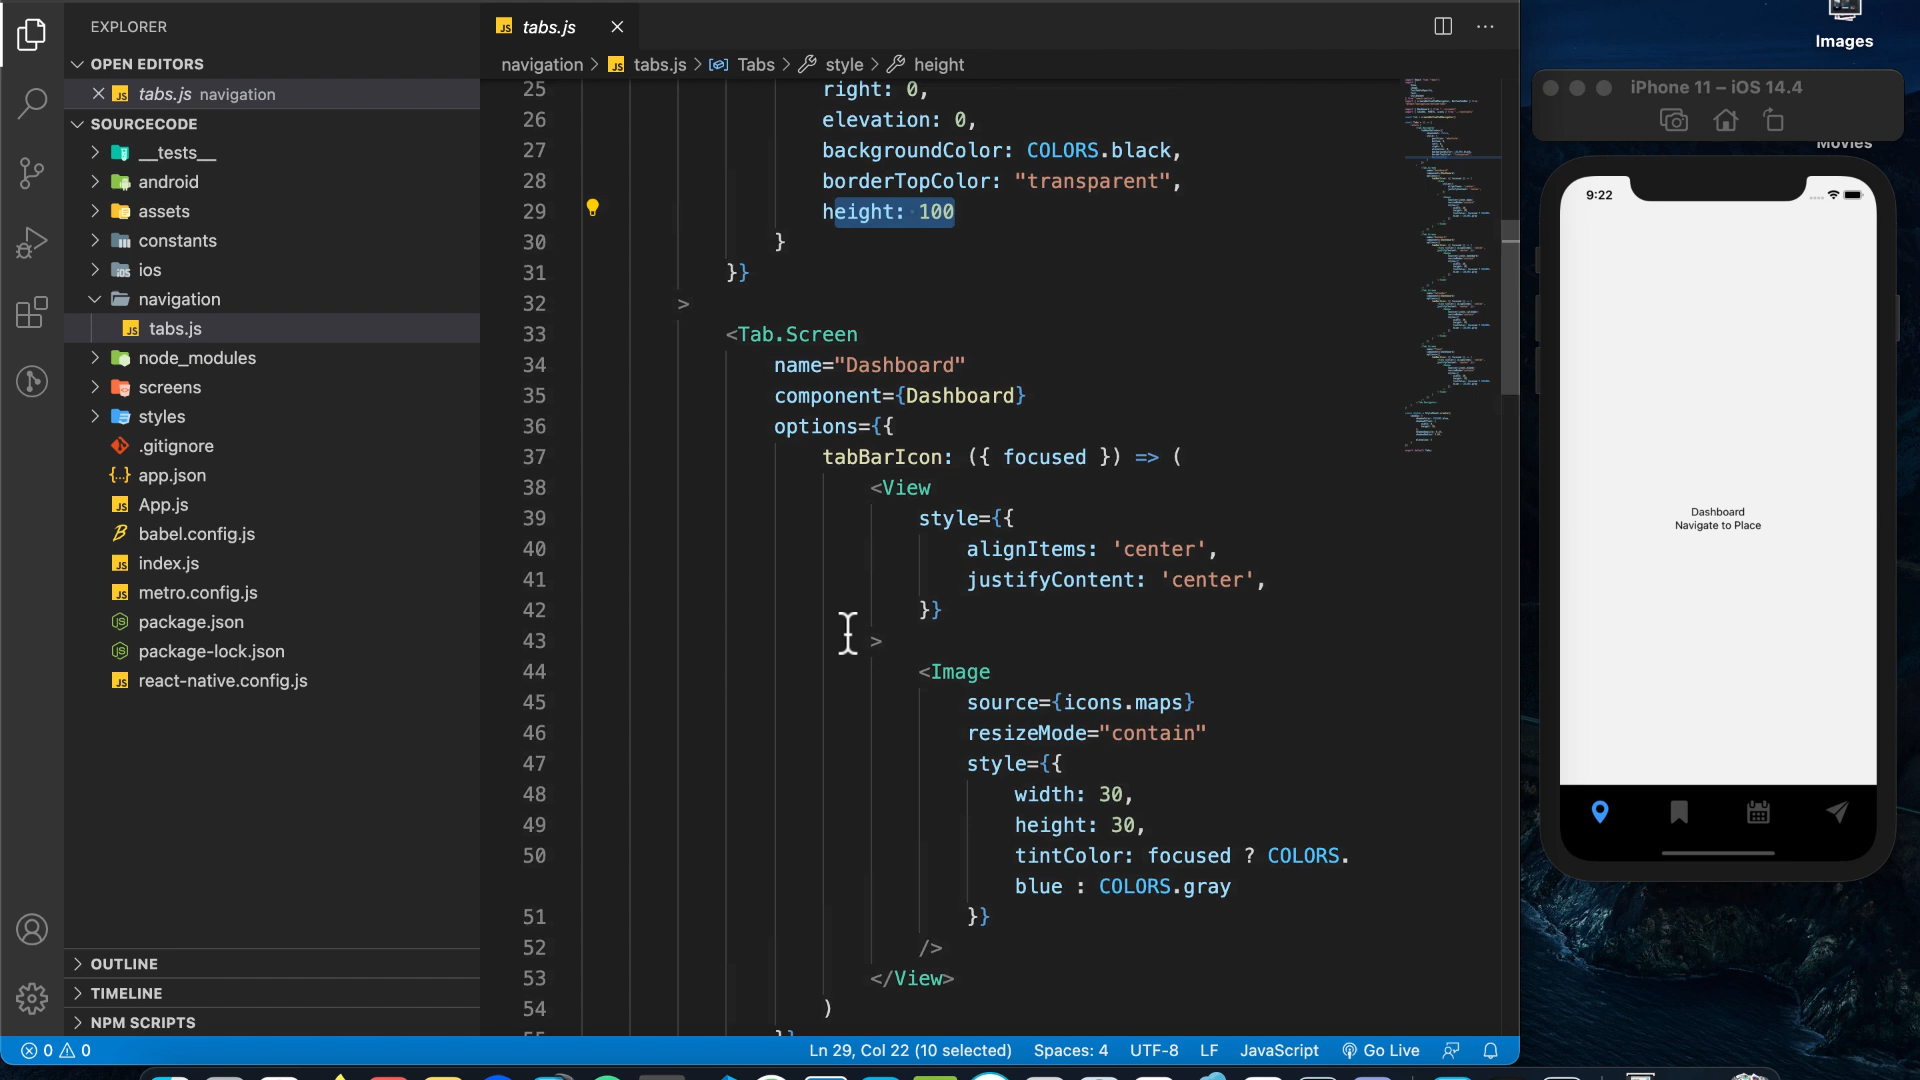 EXPLORER
OPEN EDITORS
tabs.js navigation
SOURCECODE
__tests__
android
assets
constants
ios
navigation
tabs.js
node_modules
screens
styles
.gitignore
app.json
App.js
babel.config.js
index.js
metro.config.js
package.json
package-lock.json
react-native.config.js
OUTLINE
TIMELINE
NPM SCRIPTS
tabs.js
navigation > tabs.js > Tabs > style > height
25 right: 0,
26 elevation: 0,
27 backgroundColor: COLORS.black,
28 borderTopColor: "transparent",
29 height: 100
30 }
31 }}
32 >
33 <Tab.Screen
34 name="Dashboard"
35 component={Dashboard}
36 options={{
37 tabBarIcon: ({ focused }) => (
38 <View
39 style={{
40 alignItems: 'center',
41 justifyContent: 'center',
42 }}
43 >
44 <Image
45 source={icons.maps}
46 resizeMode="contain"
47 style={{
48 width: 30,
49 height: 30,
50 tintColor: focused ? COLORS.
blue : COLORS.gray
51 }}
52 />
53 </View>
54 )
55 }}
0 0
Ln 29, Col 22 (10 selected) Spaces: 4 UTF-8 LF JavaScript Go Live
Images
iPhone 11 – iOS 14.4
Movies
9:22
Dashboard
Navigate to Place